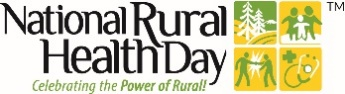 National Rural
Health Day
Celebrating the Power of Rural!
TM